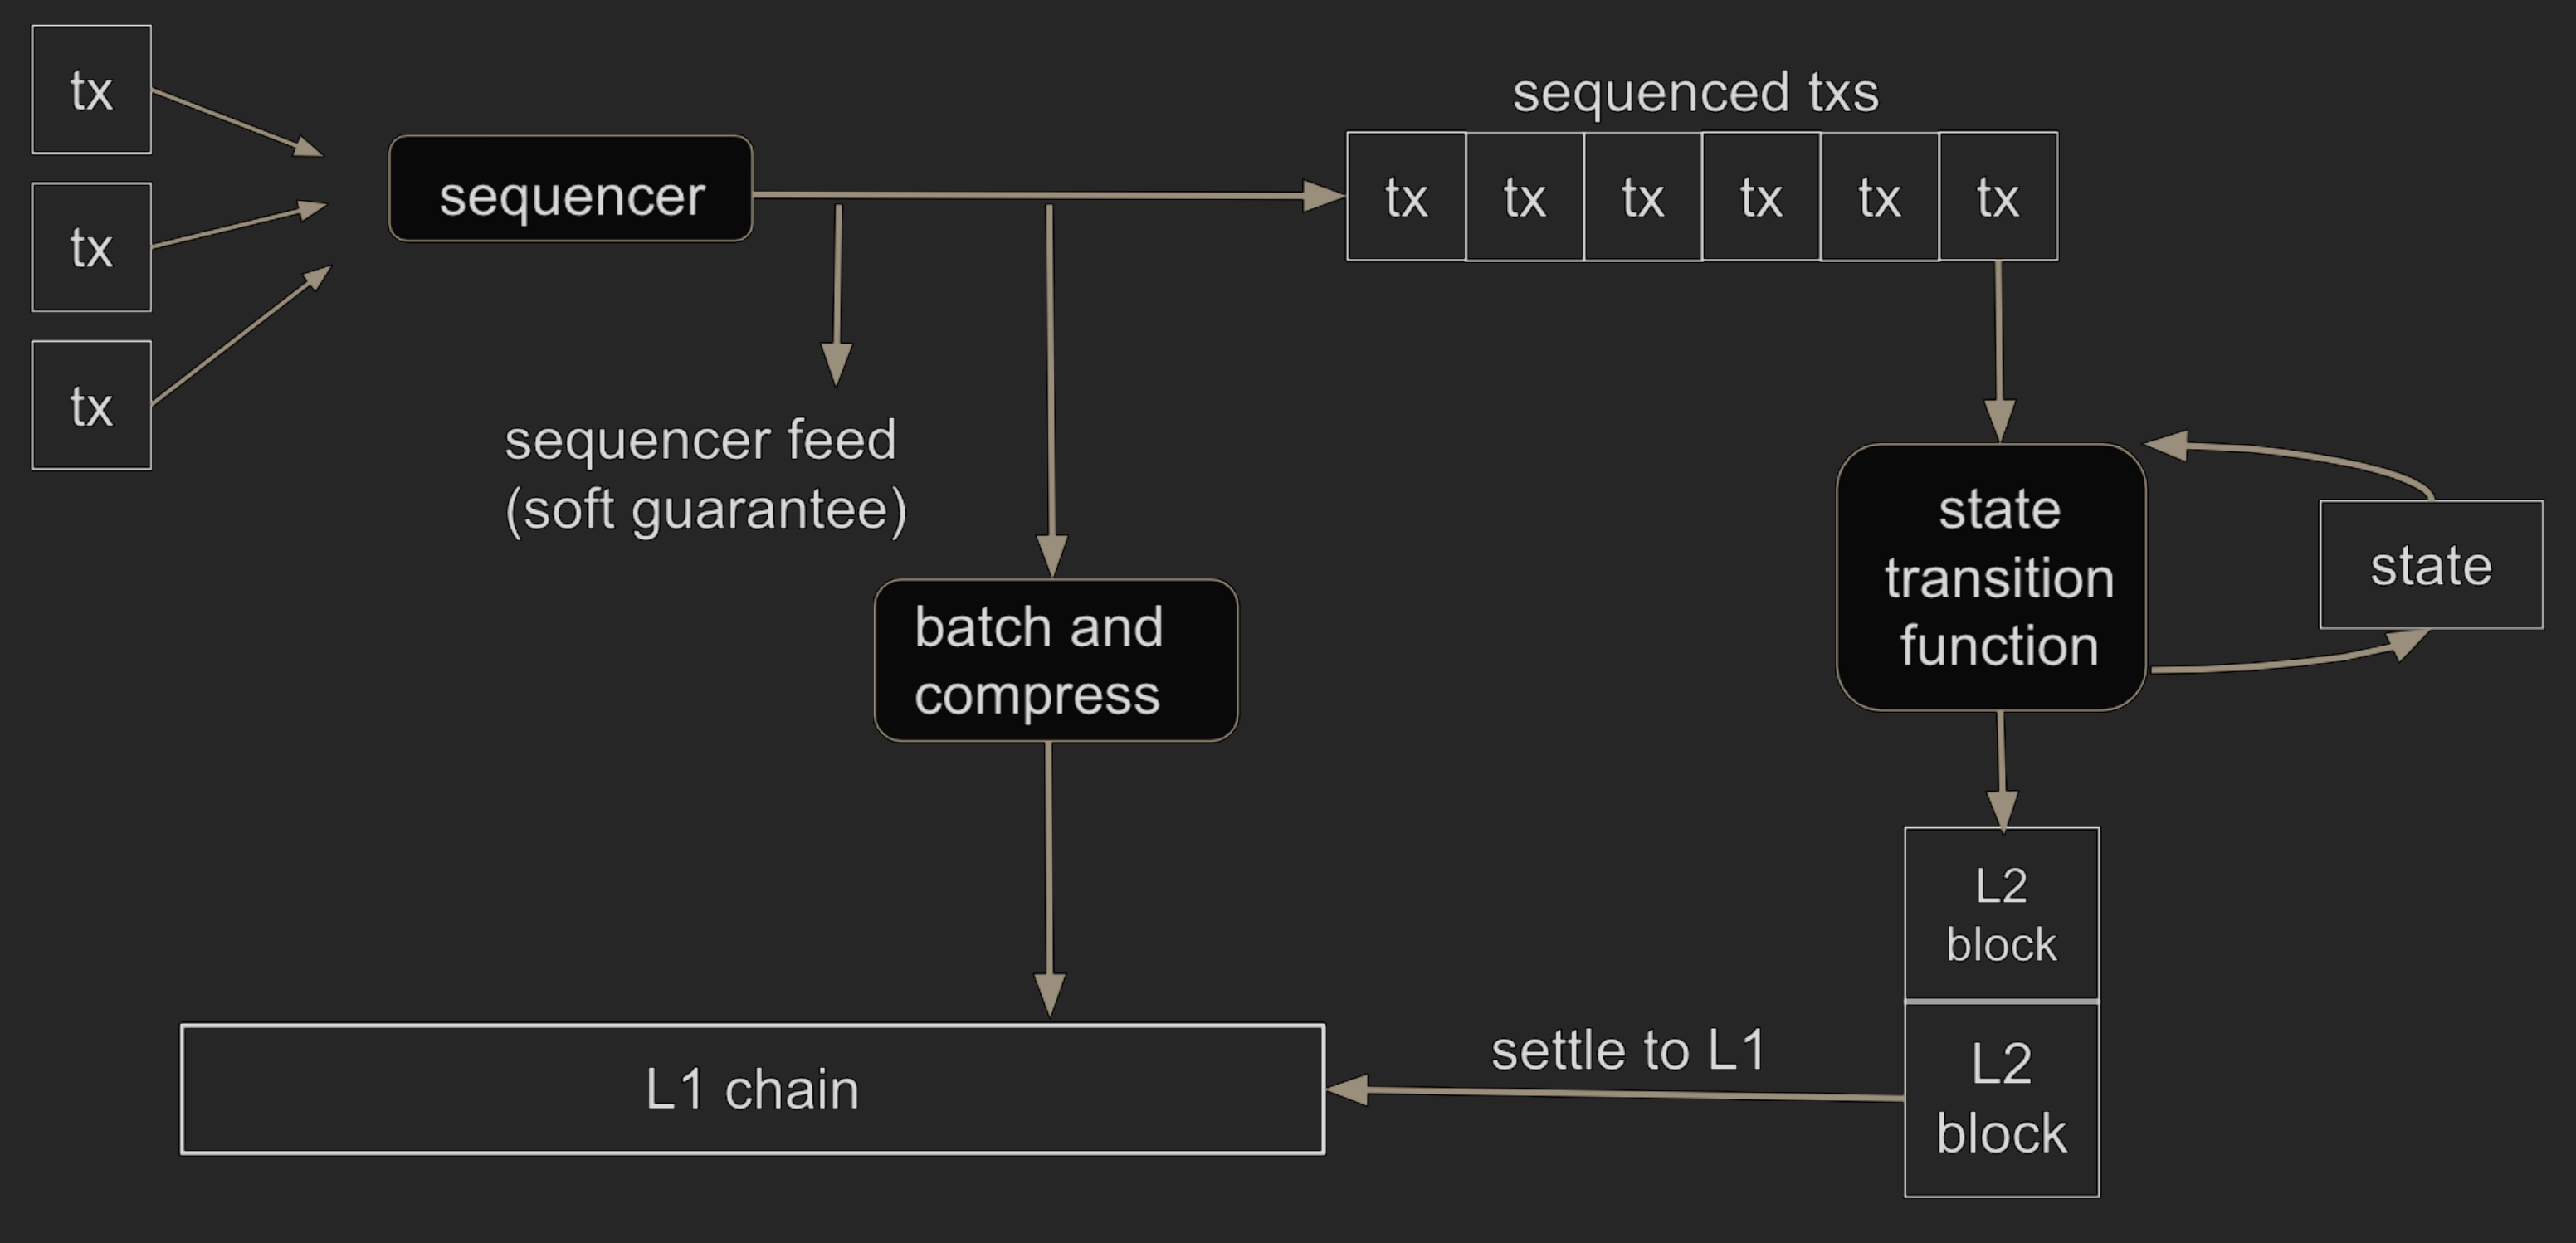 tx
tx
tx
sequencer
sequenced txs
tx tx tx tx tx tx
sequencer feed
(soft guarantee)
batch and
compress
state
transition
function
state
L2
block
L2
block
settle to L1
L1 chain